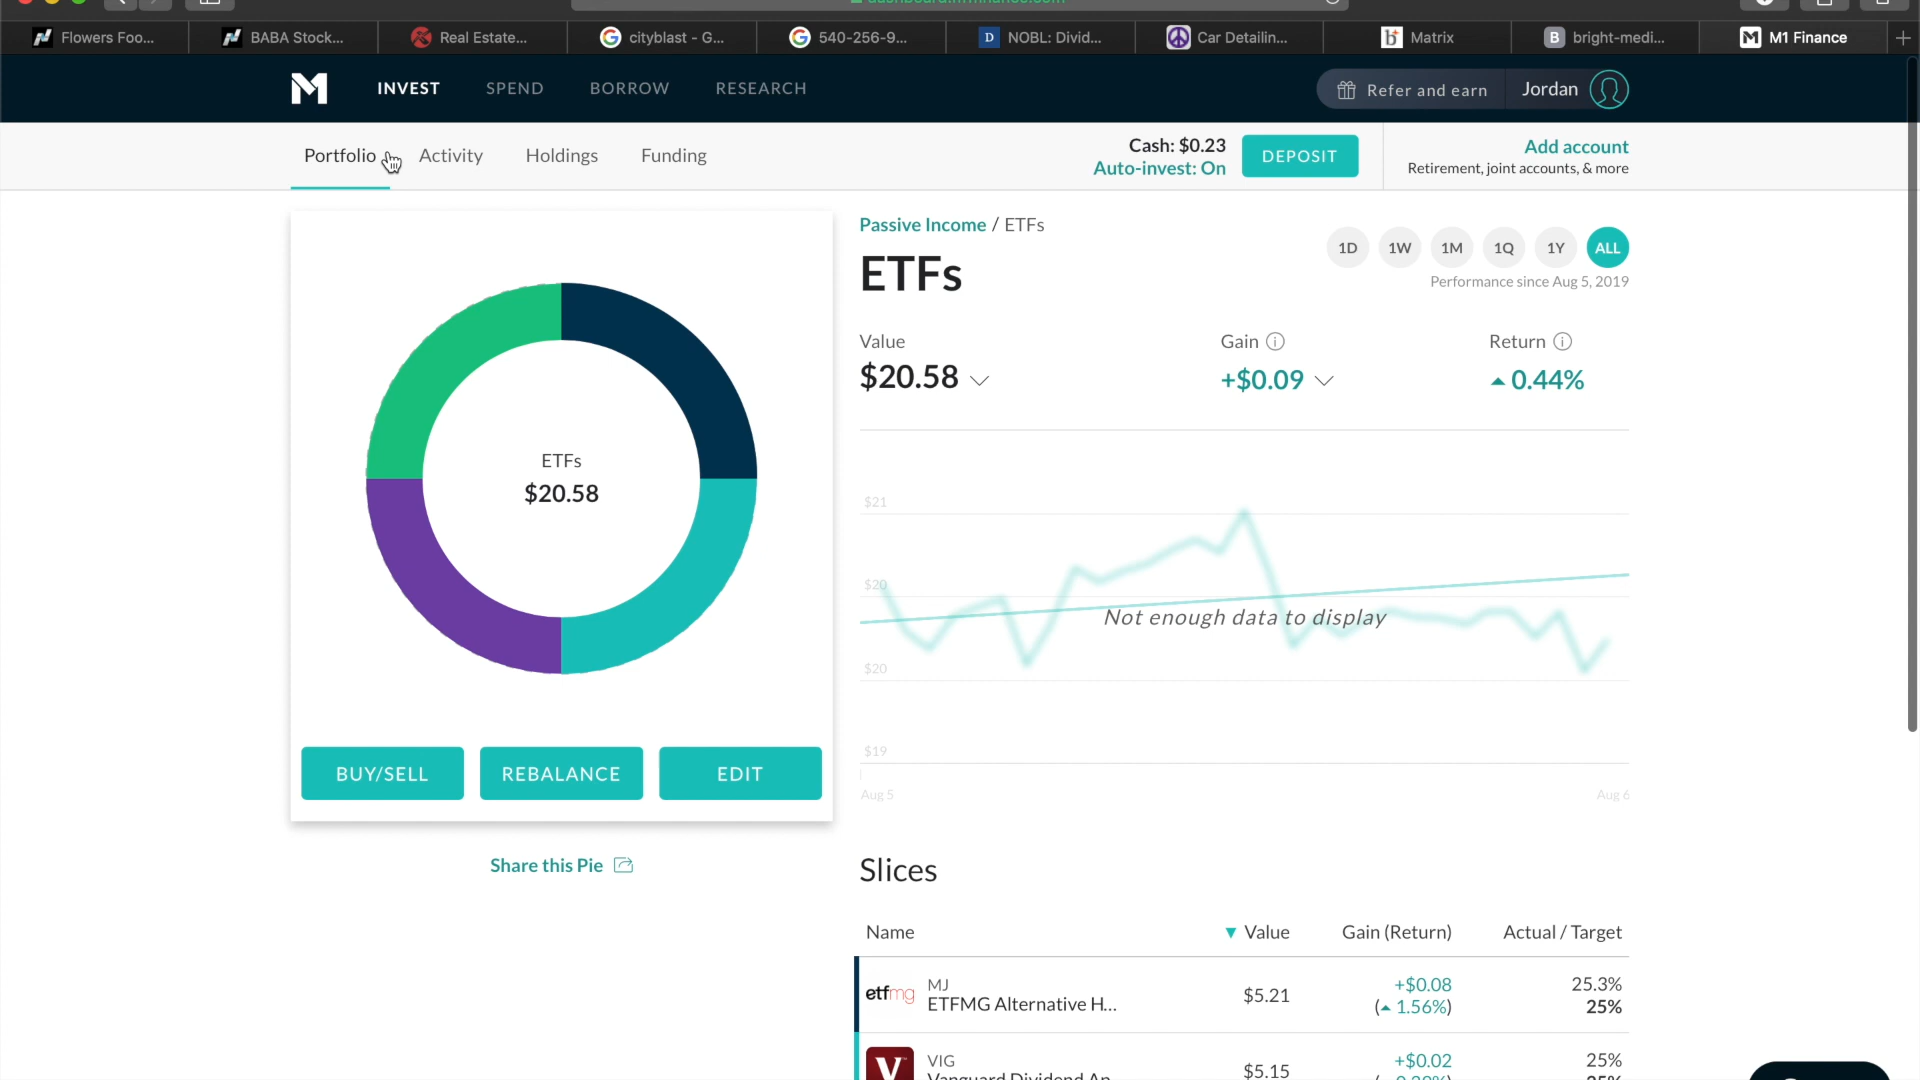 Flowers Foo...
BABA Stock...
Real Estate...
cityblast - G...
540-256-9...
NOBL: Divid...
Car Detailin...
Matrix
bright-medi...
M1 Finance
INVEST
SPEND
BORROW
RESEARCH
Refer and earn
Jordan
Portfolio
Activity
Holdings
Funding
Cash: $0.23
Auto-invest: On
DEPOSIT
Add account
Retirement, joint accounts, & more
ETFs
$20.58
BUY/SELL
REBALANCE
EDIT
Share this Pie
Passive Income / ETFs
ETFs
1D
1W
1M
1Q
1Y
ALL
Performance since Aug 5, 2019
Value
$20.58
Gain
+$0.09
Return
0.44%
$21
$20
Not enough data to display
$20
$19
Aug 5
Aug 6
Slices
Name
Value
Gain (Return)
Actual / Target
etfmg
MJ
ETFMG Alternative H...
$5.21
+$0.08
(▲ 1.56%)
25.3%
25%
V
VIG
Vanguard Dividend Ap...
$5.15
+$0.02
25%